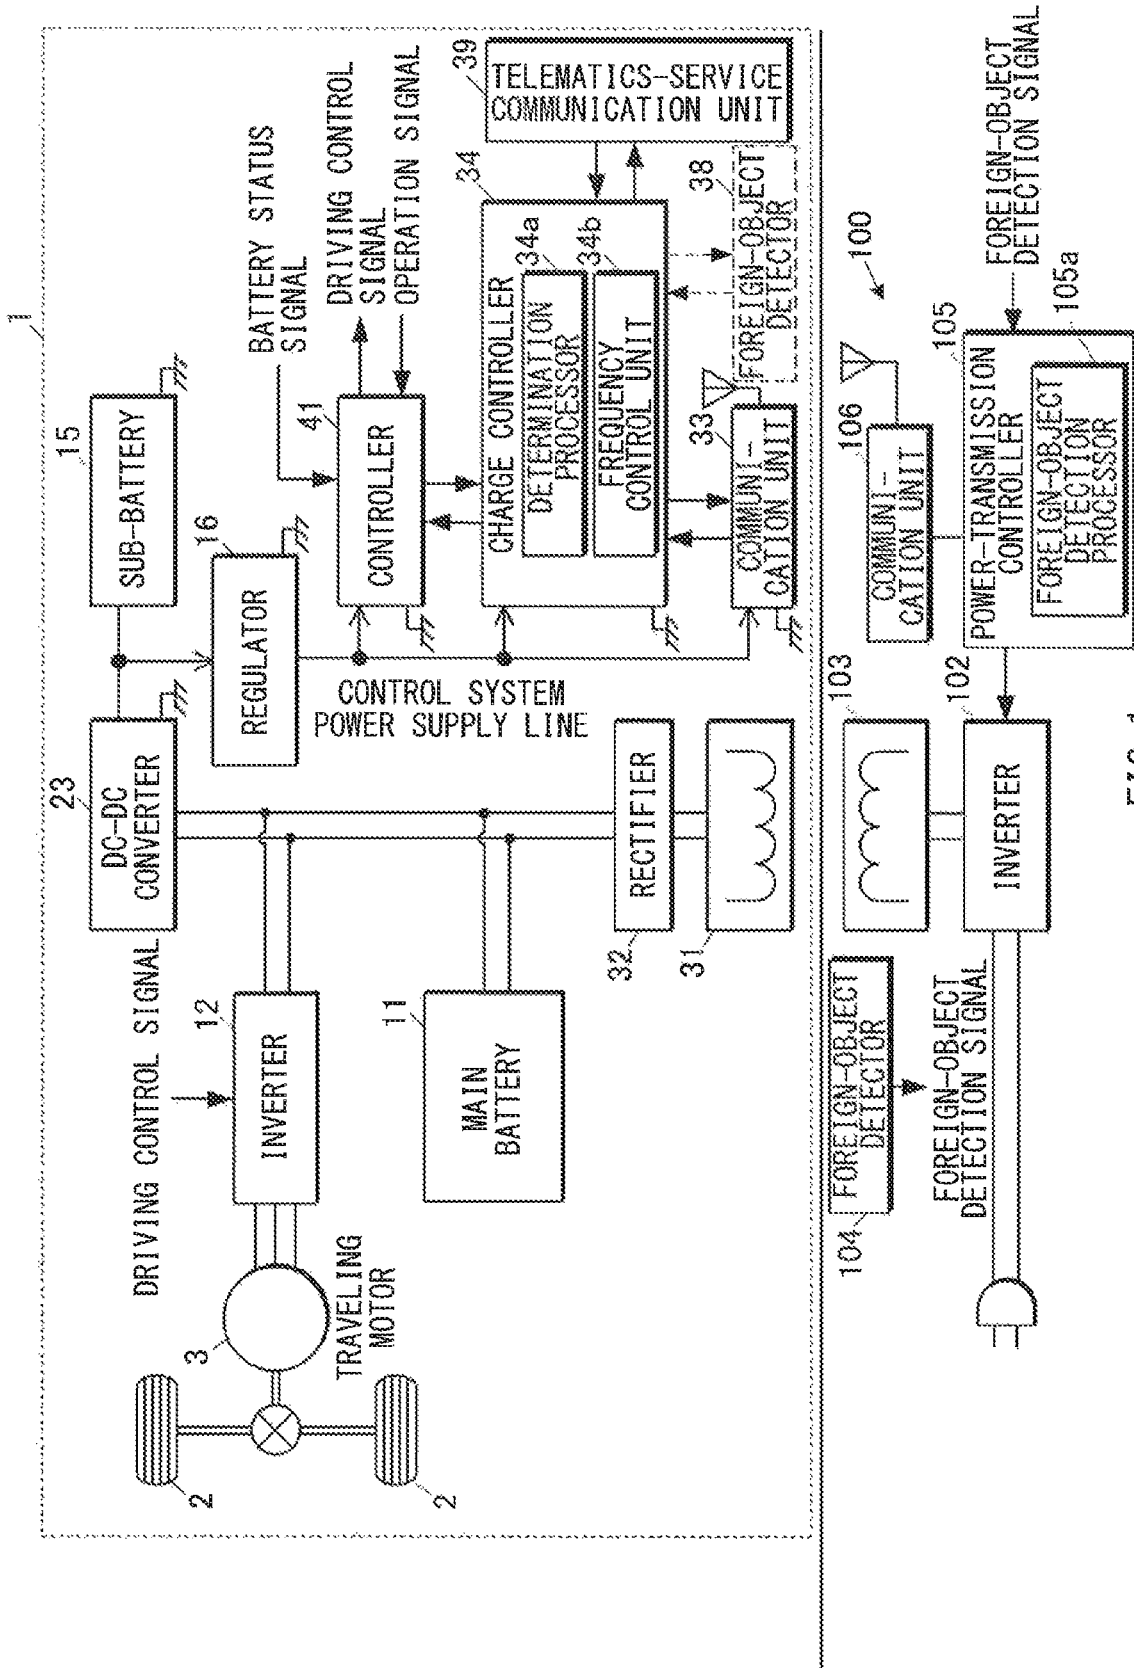 1
15
SUB-BATTERY
23
DC-DC
CONVERTER
16
REGULATOR
BATTERY STATUS
SIGNAL
DRIVING CONTROL
SIGNAL
OPERATION SIGNAL
41
CONTROLLER
39
TELEMATICS-SERVICE
COMMUNICATION UNIT
34
CHARGE CONTROLLER
34a
DETERMINATION
PROCESSOR
34b
FREQUENCY
CONTROL UNIT
38
FOREIGN-OBJECT
DETECTOR
33
COMMUNI-
CATION UNIT
CONTROL SYSTEM
POWER SUPPLY LINE
DRIVING CONTROL SIGNAL
12
INVERTER
3
TRAVELING
MOTOR
2
2
11
MAIN
BATTERY
32
RECTIFIER
31
100
106
COMMUNI-
CATION UNIT
105
POWER-TRANSMISSION
CONTROLLER
105a
FOREIGN-OBJECT
DETECTION
PROCESSOR
FOREIGN-OBJECT
DETECTION SIGNAL
103
102
INVERTER
104
FOREIGN-OBJECT
DETECTOR
FOREIGN-OBJECT
DETECTION SIGNAL